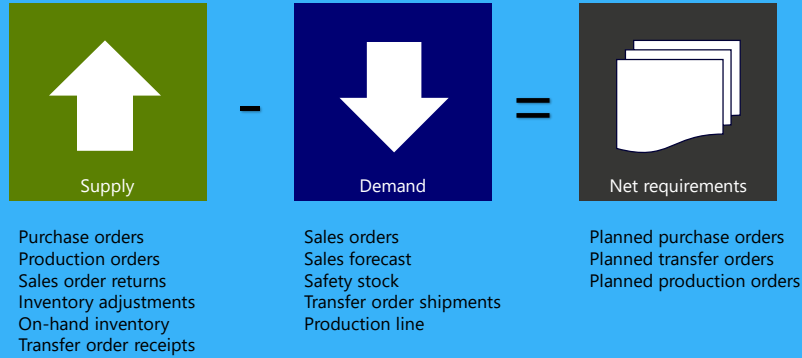 Supply
-
Demand
=
Net requirements
Purchase orders
Production orders
Sales order returns
Inventory adjustments
On-hand inventory
Transfer order receipts
Sales orders
Sales forecast
Safety stock
Transfer order shipments
Production line
Planned purchase orders
Planned transfer orders
Planned production orders